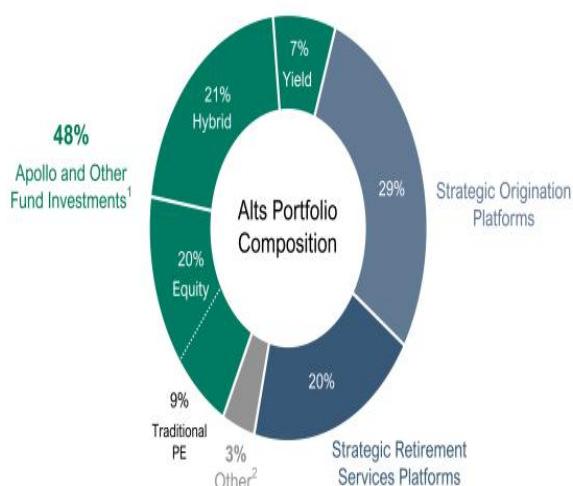 7%
Yield
21%
Hybrid
48%
Apollo and Other
Fund Investments¹
29%
Strategic Origination
Platforms
Alts Portfolio
Composition
20%
Equity
9%
Traditional
PE
3%
Other²
20%
Strategic Retirement
Services Platforms